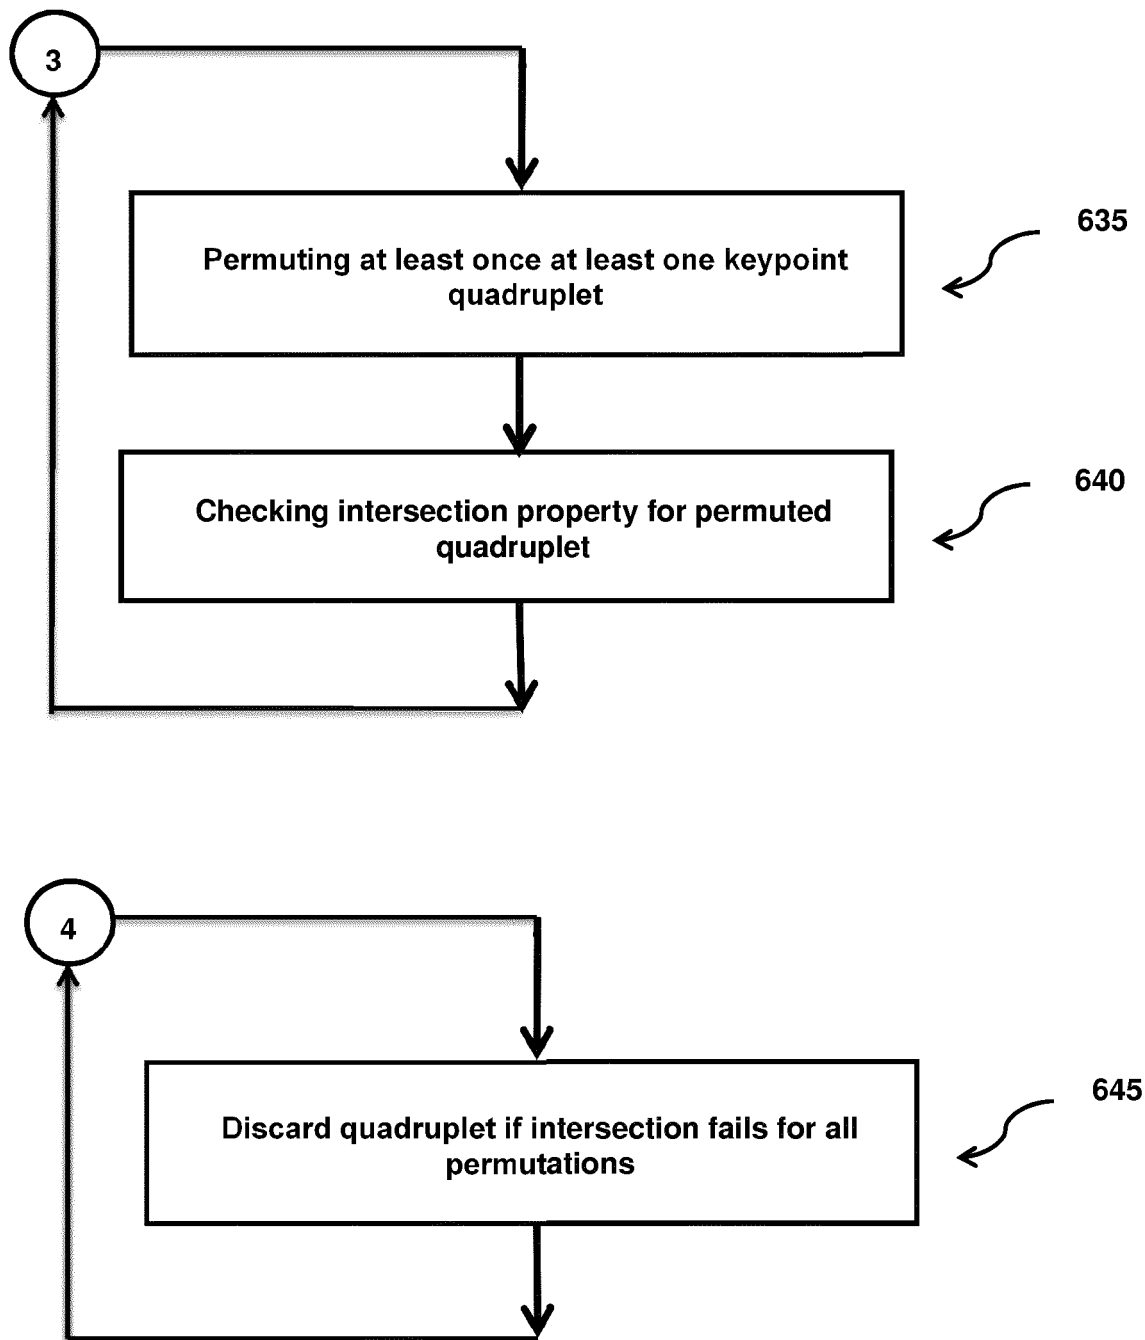 3
635
Permuting at least once at least one keypoint
quadruplet
640
Checking intersection property for permuted
quadruplet
4
645
Discard quadruplet if intersection fails for all
permutations